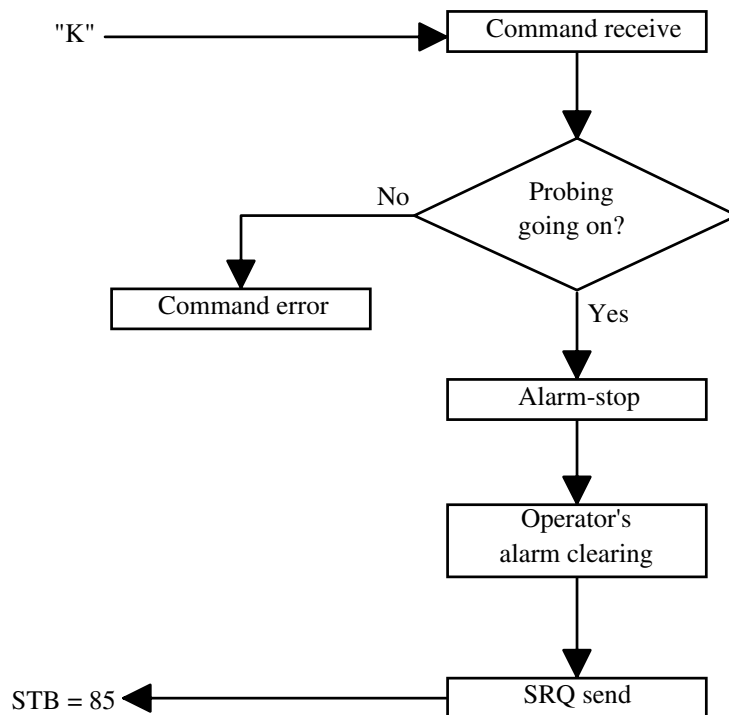 "K"
Command receive
Probing
going on?
No
Command error
Yes
Alarm-stop
Operator's
alarm clearing
SRQ send
STB = 85